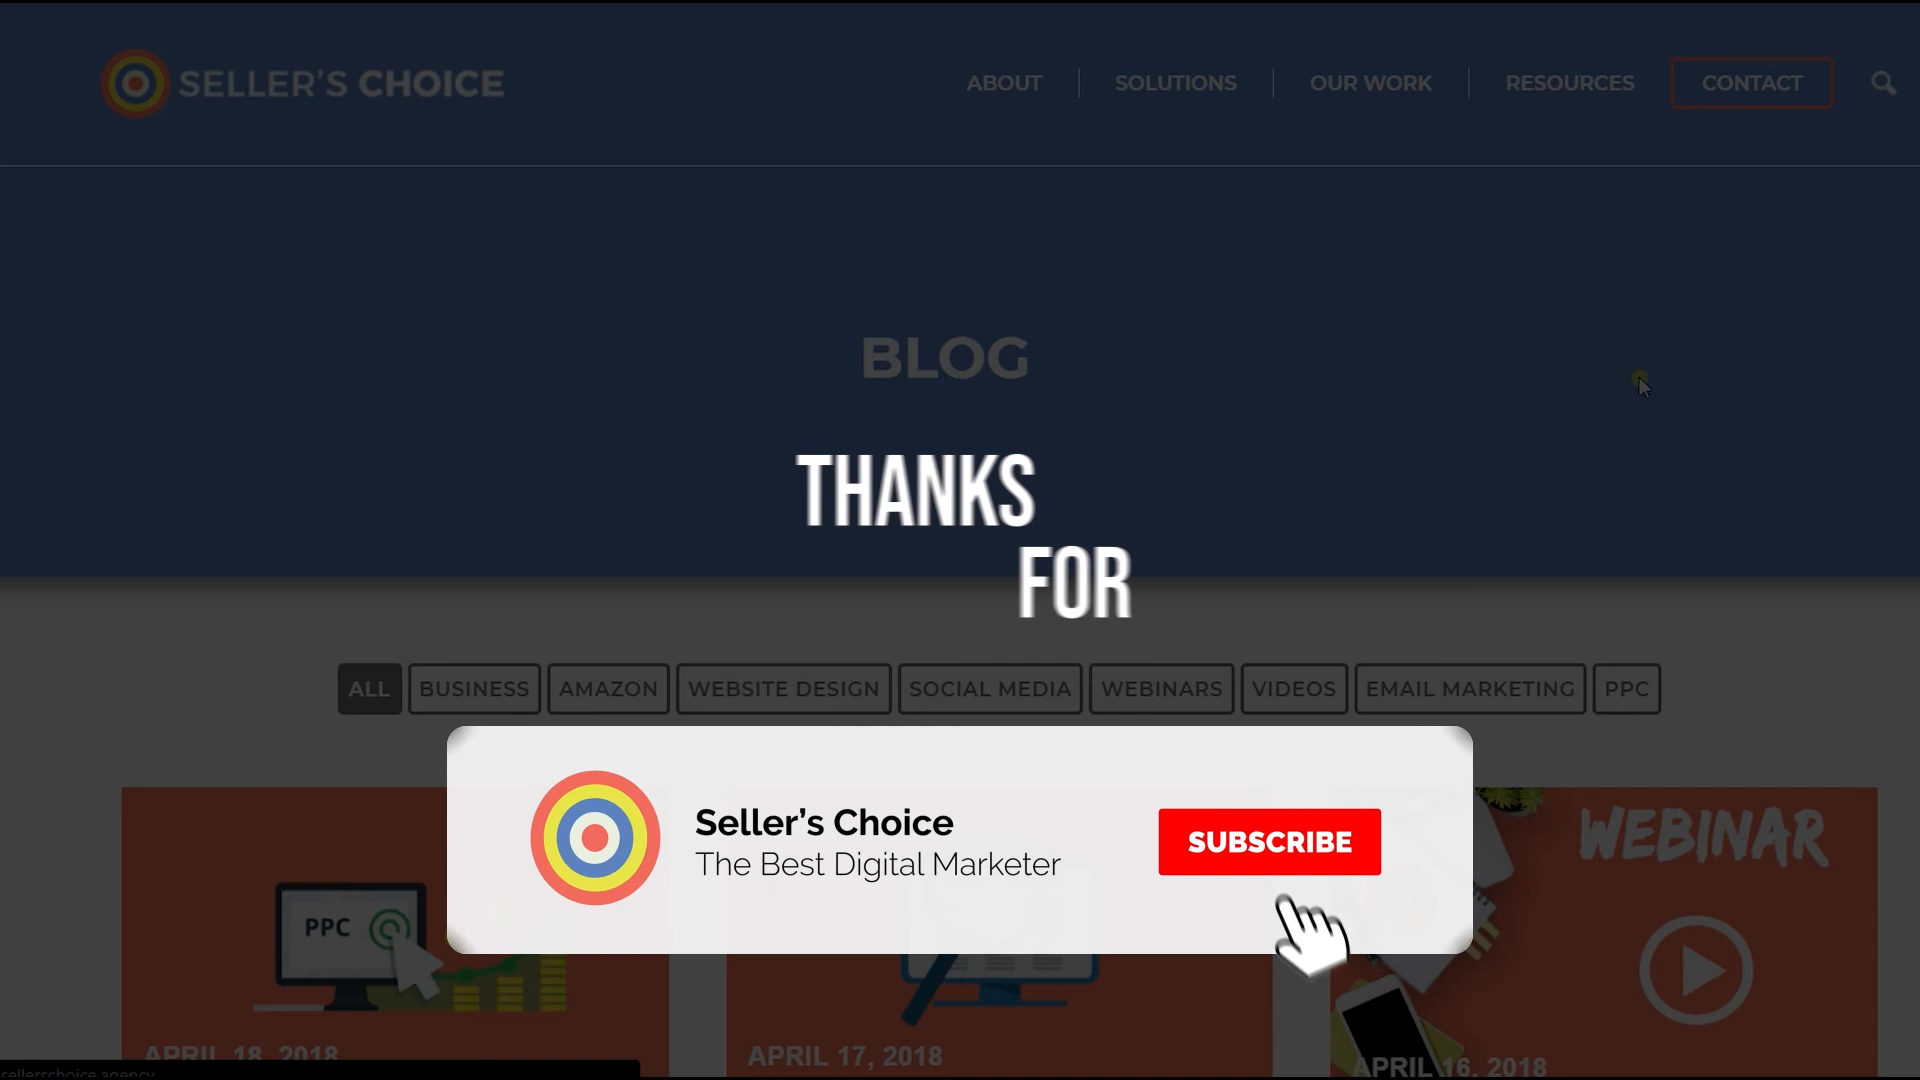 SELLER'S CHOICE
ABOUT
SOLUTIONS
OUR WORK
RESOURCES
CONTACT
BLOG
THANKS
FOR
ALL
BUSINESS
AMAZON
WEBSITE DESIGN
SOCIAL MEDIA
WEBINARS
VIDEOS
EMAIL MARKETING
PPC
Seller's Choice
The Best Digital Marketer
SUBSCRIBE
PPC
WEBINAR
APRIL 18, 2018
APRIL 17, 2018
APRIL 16, 2018
sellerschoice.agency